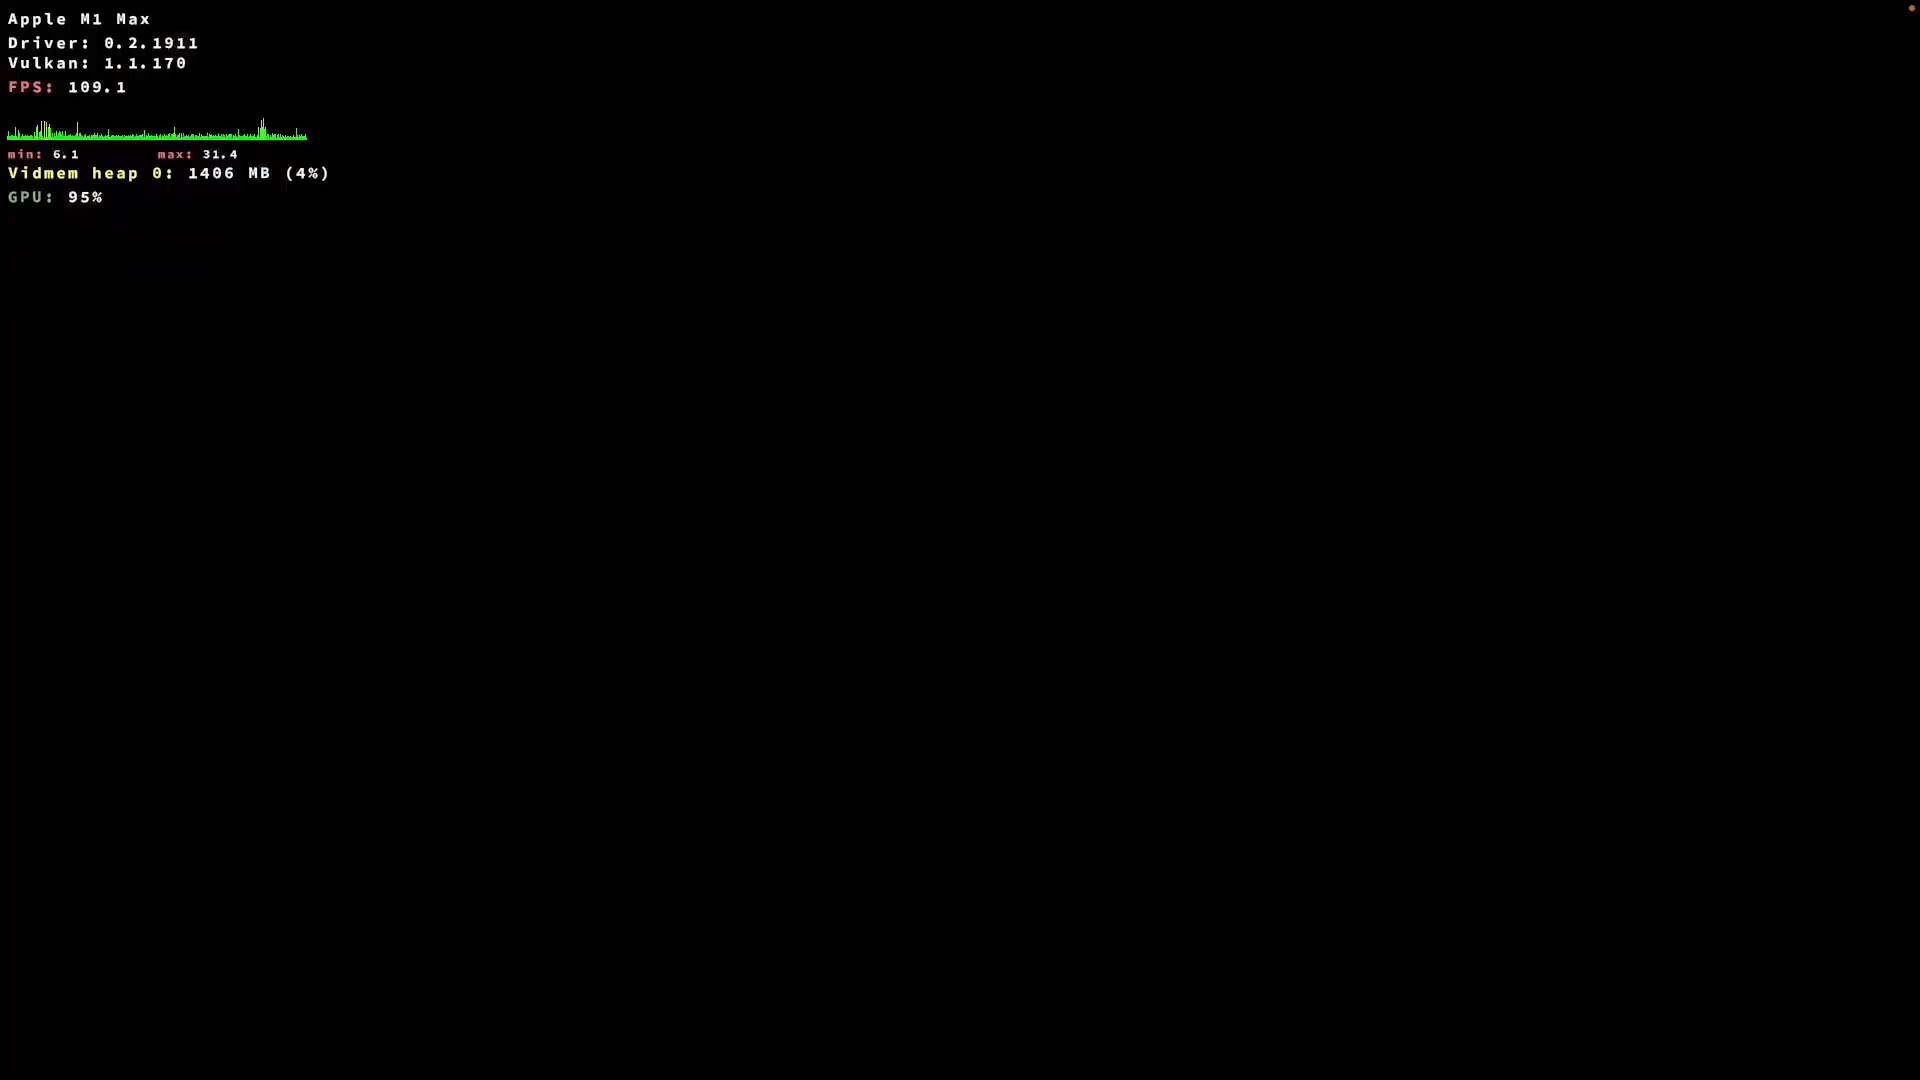 Apple M1 Max
Driver: 0.2.1911
Vulkan: 1.1.170
FPS: 109.1
min: 6.1 max: 31.4
Vidmem heap 0: 1406 MB (4%)
GPU: 95%